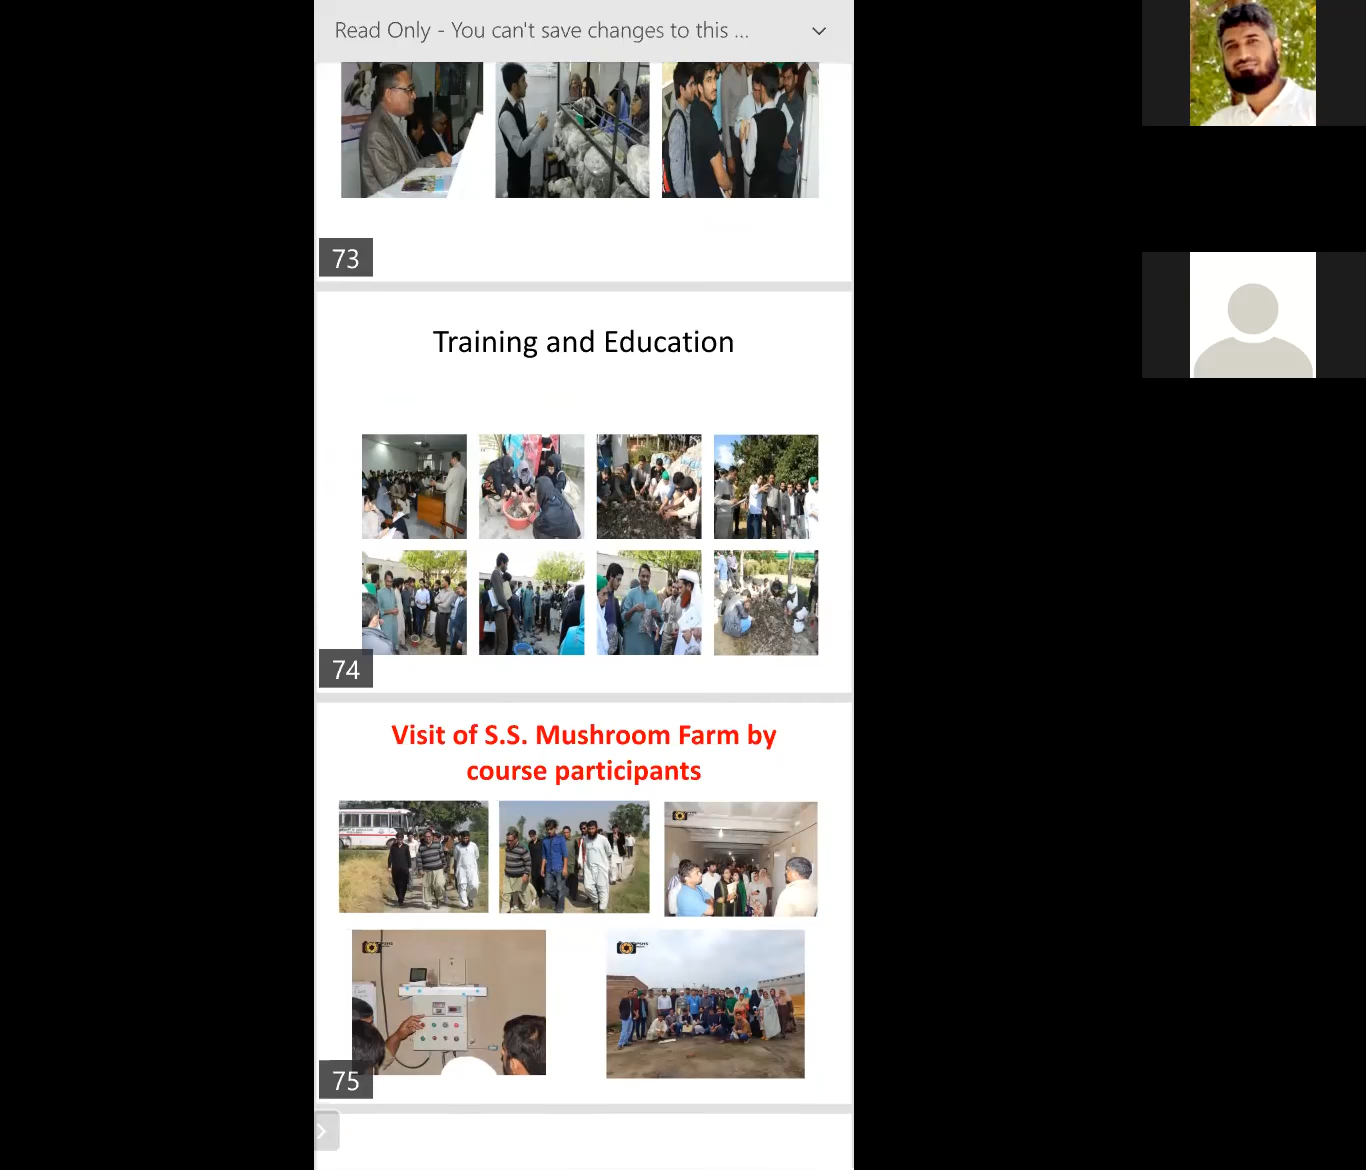 Read Only - You can't save changes to this ...
73
Training and Education
74
Visit of S.S. Mushroom Farm by
course participants
75